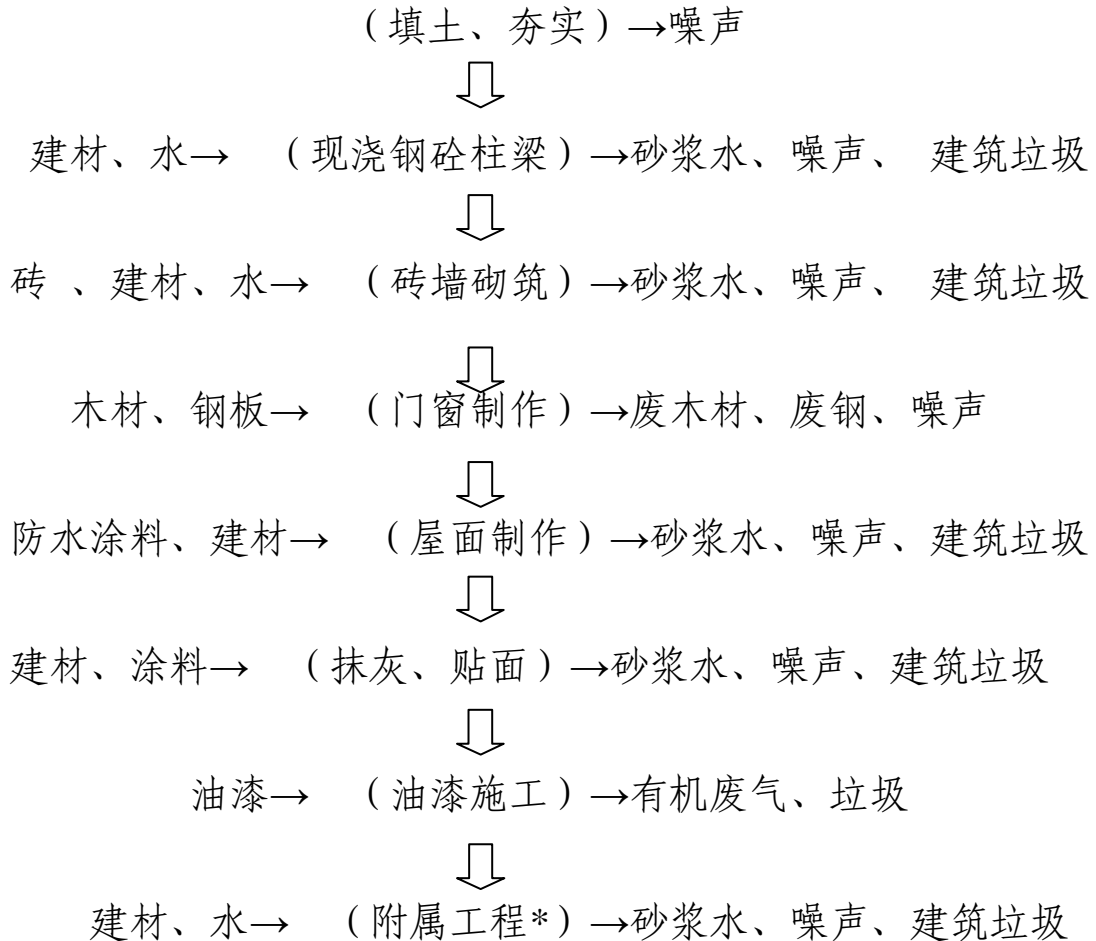 （填土、夯实）→噪声
建材、水→ （现浇钢砼柱梁）→砂浆水、噪声、 建筑垃圾
砖 、建材、水→ （砖墙砌筑）→砂浆水、噪声、 建筑垃圾
木材、钢板→ （门窗制作）→废木材、废钢、噪声
防水涂料、建材→ （屋面制作）→砂浆水、噪声、建筑垃圾
建材、涂料→ （抹灰、贴面）→砂浆水、噪声、建筑垃圾
油漆→ （油漆施工）→有机废气、垃圾
建材、水→ （附属工程*）→砂浆水、噪声、建筑垃圾